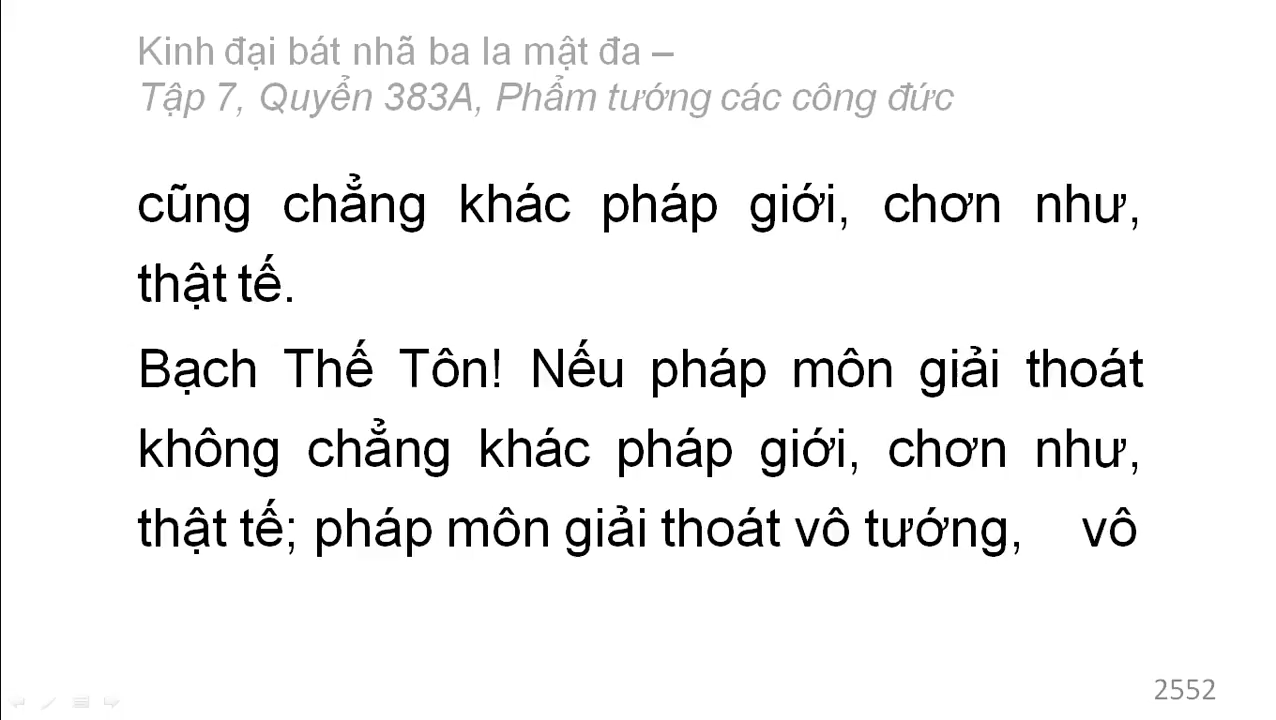 Kinh đại bát nhã ba la mật đa –
Tập 7, Quyển 383A, Phẩm tướng các công đức
cũng chẳng khác pháp giới, chơn như,
thật tế.
Bạch Thế Tôn! Nếu pháp môn giải thoát
không chẳng khác pháp giới, chơn như,
thật tế; pháp môn giải thoát vô tướng, vô
2552